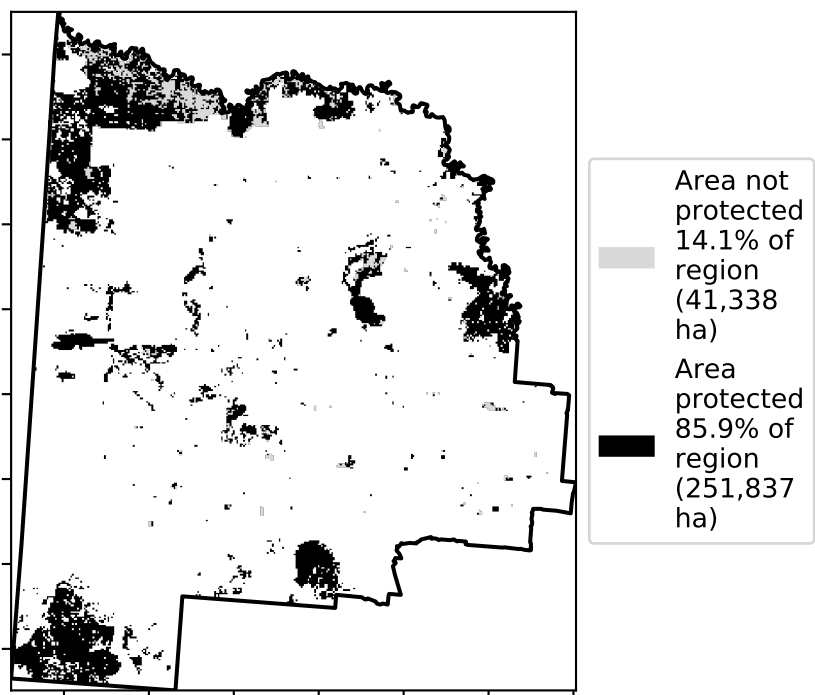 Area not
protected
14.1% of
region
(41,338
ha)
Area
protected
85.9% of
region
(251,837
ha)